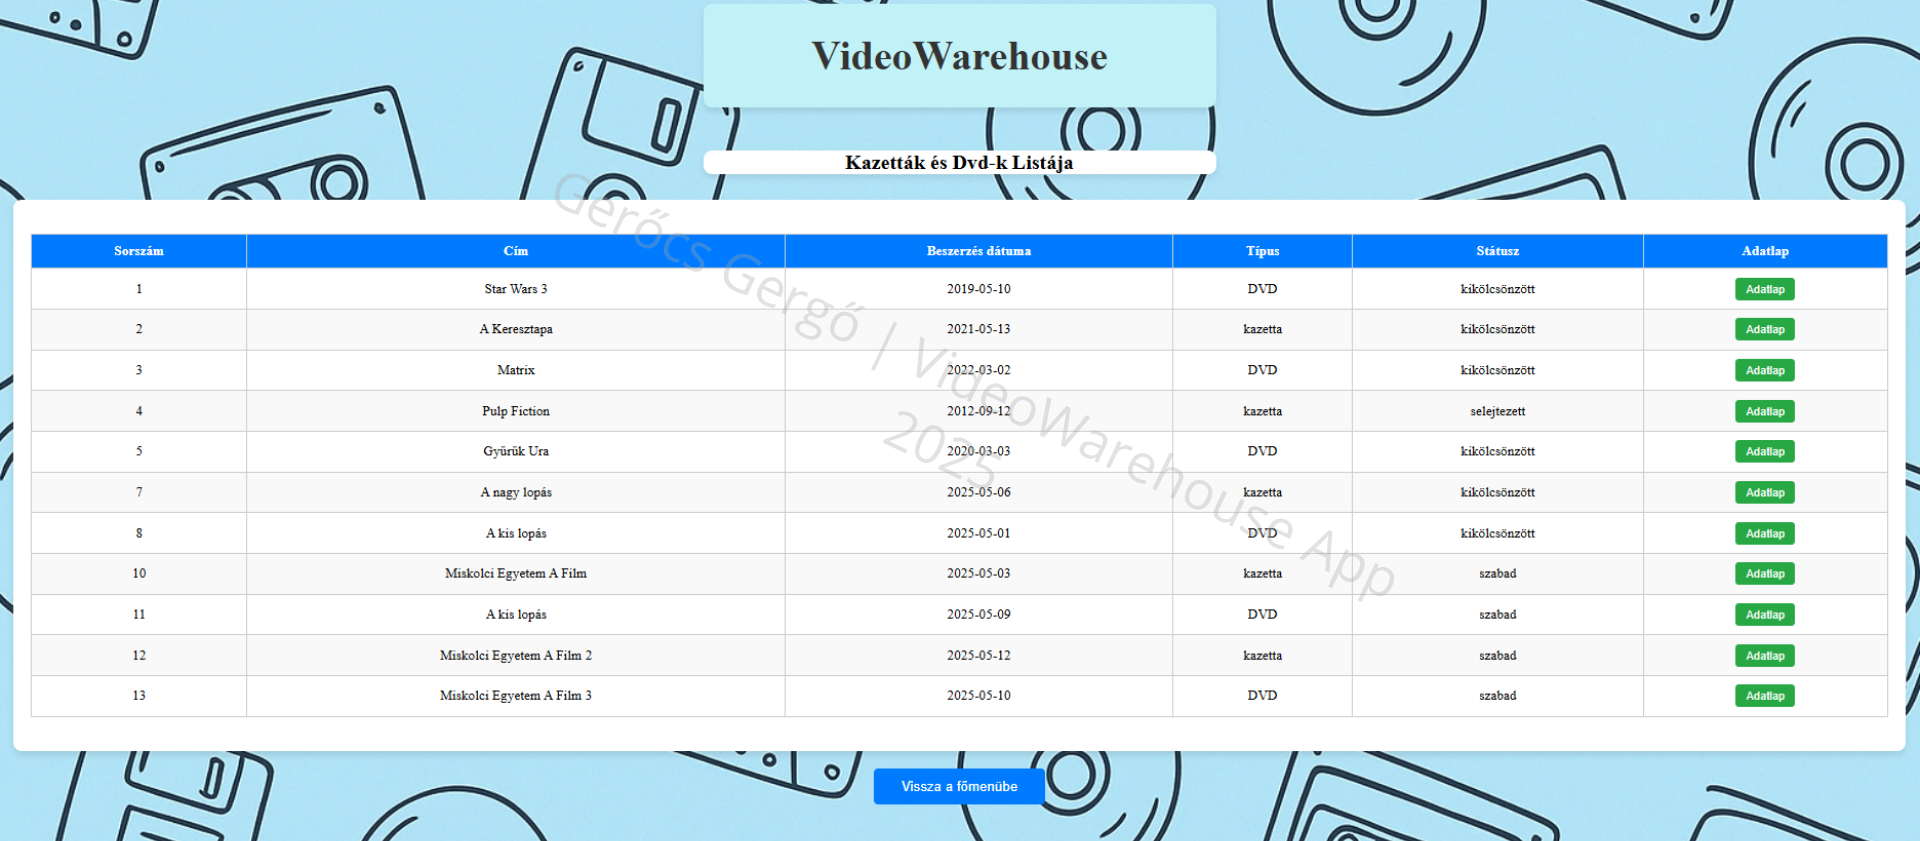 VideoWarehouse
Kazetták és Dvd-k Listája
Sorszám Cím Beszerzés dátuma Típus Státusz Adatlap
1 Star Wars 3 2019-05-10 DVD kikölcsönzött Adatlap
2 A Keresztapa 2021-05-13 kazetta kikölcsönzött Adatlap
3 Matrix 2022-03-02 DVD kikölcsönzött Adatlap
4 Pulp Fiction 2012-09-12 kazetta selejtezett Adatlap
5 Gyűrűk Ura 2020-03-03 DVD kikölcsönzött Adatlap
7 A nagy lopás 2025-05-06 kazetta kikölcsönzött Adatlap
8 A kis lopás 2025-05-01 DVD kikölcsönzött Adatlap
10 Miskolci Egyetem A Film 2025-05-03 kazetta szabad Adatlap
11 A kis lopás 2025-05-09 DVD szabad Adatlap
12 Miskolci Egyetem A Film 2 2025-05-12 kazetta szabad Adatlap
13 Miskolci Egyetem A Film 3 2025-05-10 DVD szabad Adatlap
Vissza a főmenübe
Gerőcs Gergő | VideoWarehouse App
2025